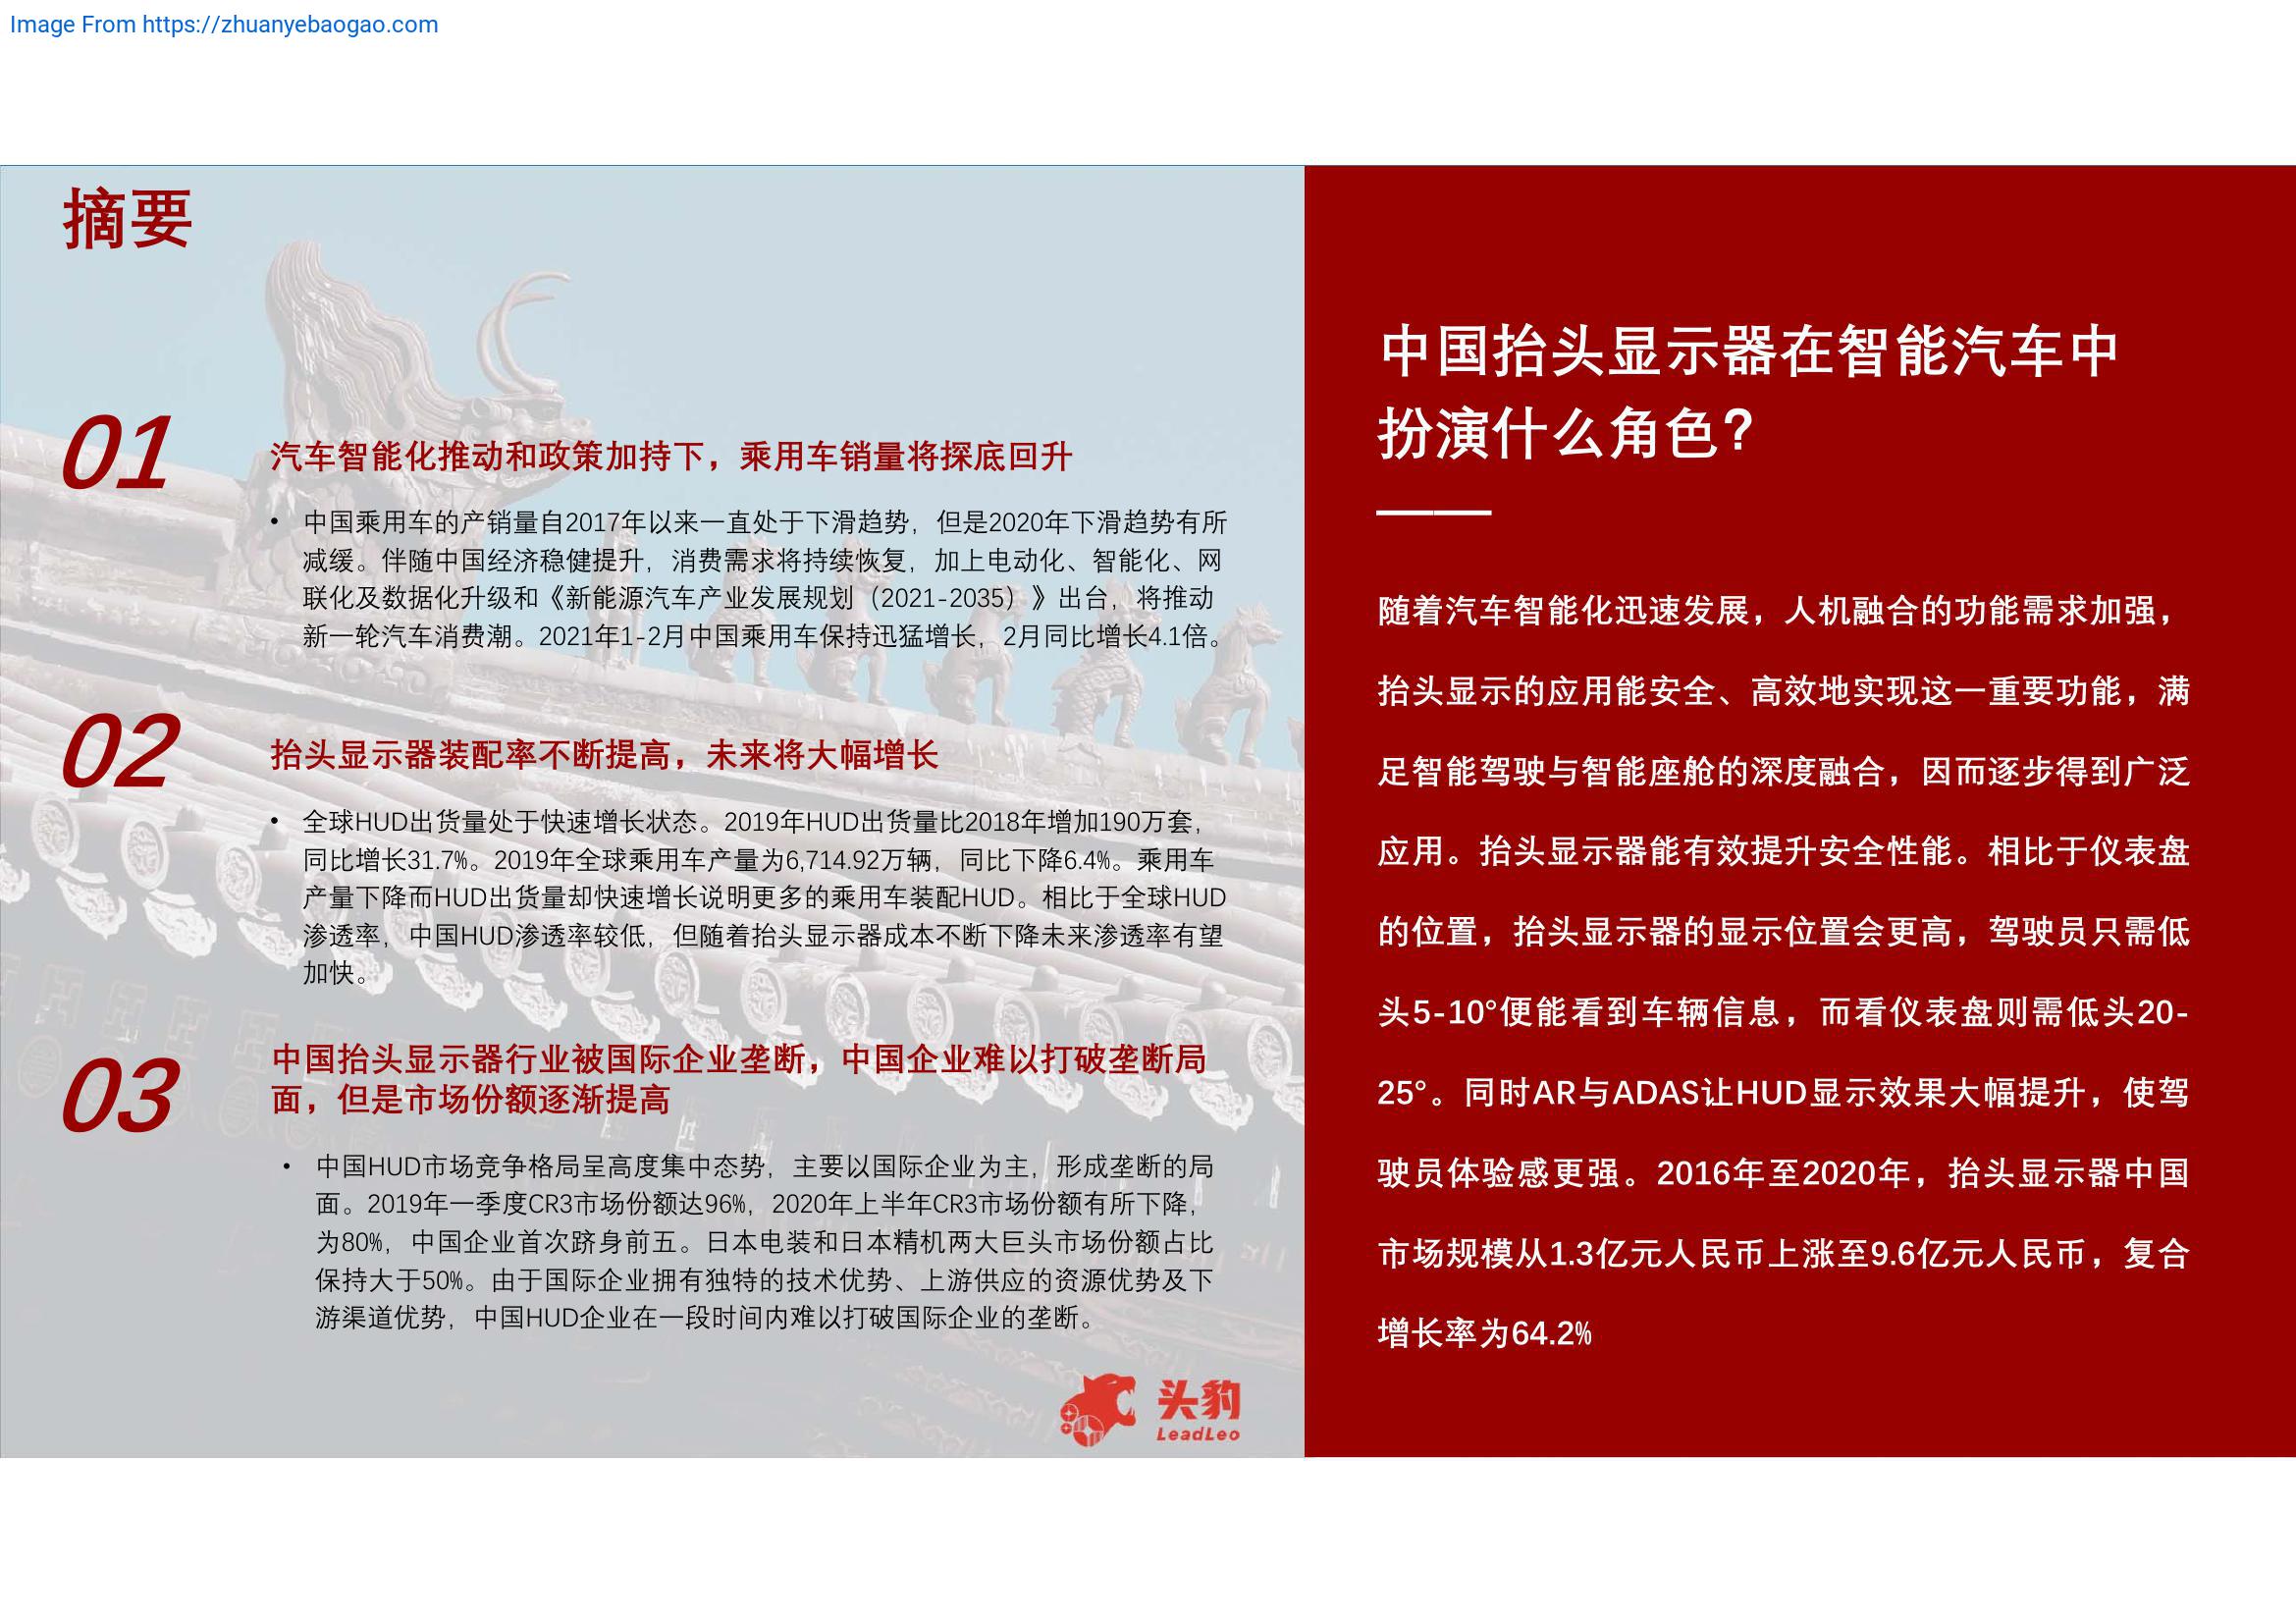 Image From https://zhuanyebaogao.com
摘要
01
汽车智能化推动和政策加持下，乘用车销量将探底回升
• 中国乘用车的产销量自2017年以来一直处于下滑趋势，但是2020年下滑趋势有所
减缓。伴随中国经济稳健提升，消费需求将持续恢复，加上电动化、智能化、网
联化及数据化升级和《新能源汽车产业发展规划（2021-2035）》出台，将推动
新一轮汽车消费潮。2021年1-2月中国乘用车保持迅猛增长，2月同比增长4.1倍。
02
抬头显示器装配率不断提高，未来将大幅增长
• 全球HUD出货量处于快速增长状态。2019年HUD出货量比2018年增加190万套，
同比增长31.7%。2019年全球乘用车产量为6,714.92万辆，同比下降6.4%。乘用车
产量下降而HUD出货量却快速增长说明更多的乘用车装配HUD。相比于全球HUD
渗透率，中国HUD渗透率较低，但随着抬头显示器成本不断下降未来渗透率有望
加快。
03
中国抬头显示器行业被国际企业垄断，中国企业难以打破垄断局
面，但是市场份额逐渐提高
• 中国HUD市场竞争格局呈高度集中态势，主要以国际企业为主，形成垄断的局
面。2019年一季度CR3市场份额达96%，2020年上半年CR3市场份额有所下降，
为80%，中国企业首次跻身前五。日本电装和日本精机两大巨头市场份额占比
保持大于50%。由于国际企业拥有独特的技术优势、上游供应的资源优势及下
游渠道优势，中国HUD企业在一段时间内难以打破国际企业的垄断。
头豹
LeadLeo
中国抬头显示器在智能汽车中
扮演什么角色？
随着汽车智能化迅速发展，人机融合的功能需求加强，
抬头显示的应用能安全、高效地实现这一重要功能，满
足智能驾驶与智能座舱的深度融合，因而逐步得到广泛
应用。抬头显示器能有效提升安全性能。相比于仪表盘
的位置，抬头显示器的显示位置会更高，驾驶员只需低
头5-10°便能看到车辆信息，而看仪表盘则需低头20-
25°。同时AR与ADAS让HUD显示效果大幅提升，使驾
驶员体验感更强。2016年至2020年，抬头显示器中国
市场规模从1.3亿元人民币上涨至9.6亿元人民币，复合
增长率为64.2%